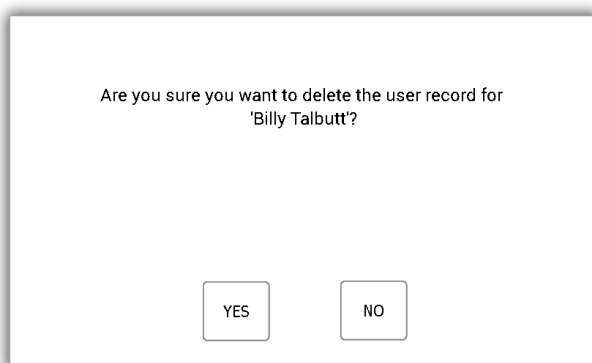 Are you sure you want to delete the user record for
'Billy Talbutt'?
YES
NO